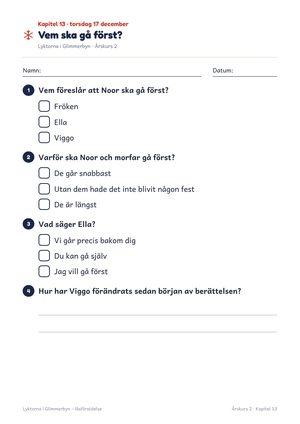 Kapitel 13 · torsdag 17 december
Vem ska gå först?
Lyktorna i Glimmerbyn · Årskurs 2
Namn: Datum:
1 Vem föreslår att Noor ska gå först?
Fröken
Ella
Viggo
2 Varför ska Noor och morfar gå först?
De går snabbast
Utan dem hade det inte blivit någon fest
De är längst
3 Vad säger Ella?
Vi går precis bakom dig
Du kan gå själv
Jag vill gå först
4 Hur har Viggo förändrats sedan början av berättelsen?
Lyktorna i Glimmerbyn – läsförståelse Årskurs 2 · Kapitel 13